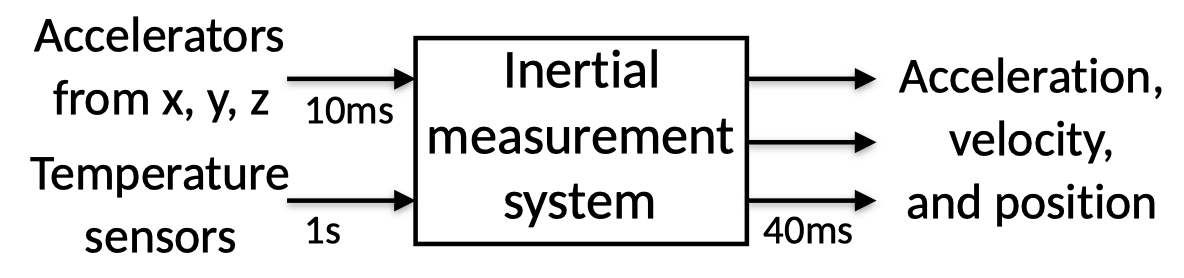 Accelerators
from x, y, z
10ms
Temperature
sensors
1s
Inertial
measurement
system
40ms
Acceleration,
velocity,
and position